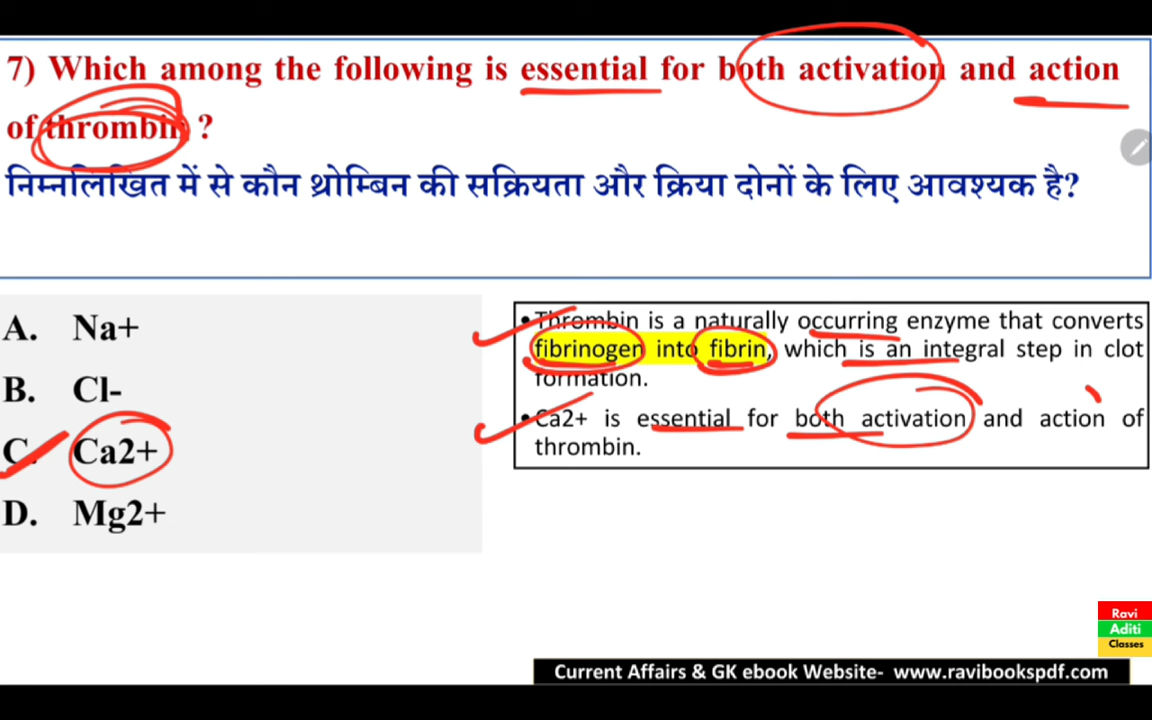 7) Which among the following is essential for both activation and action
of thrombin ?
निम्नलिखित में से कौन थ्रोम्बिन की सक्रियता और क्रिया दोनों के लिए आवश्यक है?
A. Na+
B. Cl-
C. Ca2+
D. Mg2+
• Thrombin is a naturally occurring enzyme that converts
fibrinogen into fibrin, which is an integral step in clot
formation.
• Ca2+ is essential for both activation and action of
thrombin.
Ravi
Aditi
Classes
Current Affairs & GK ebook Website- www.ravibookspdf.com